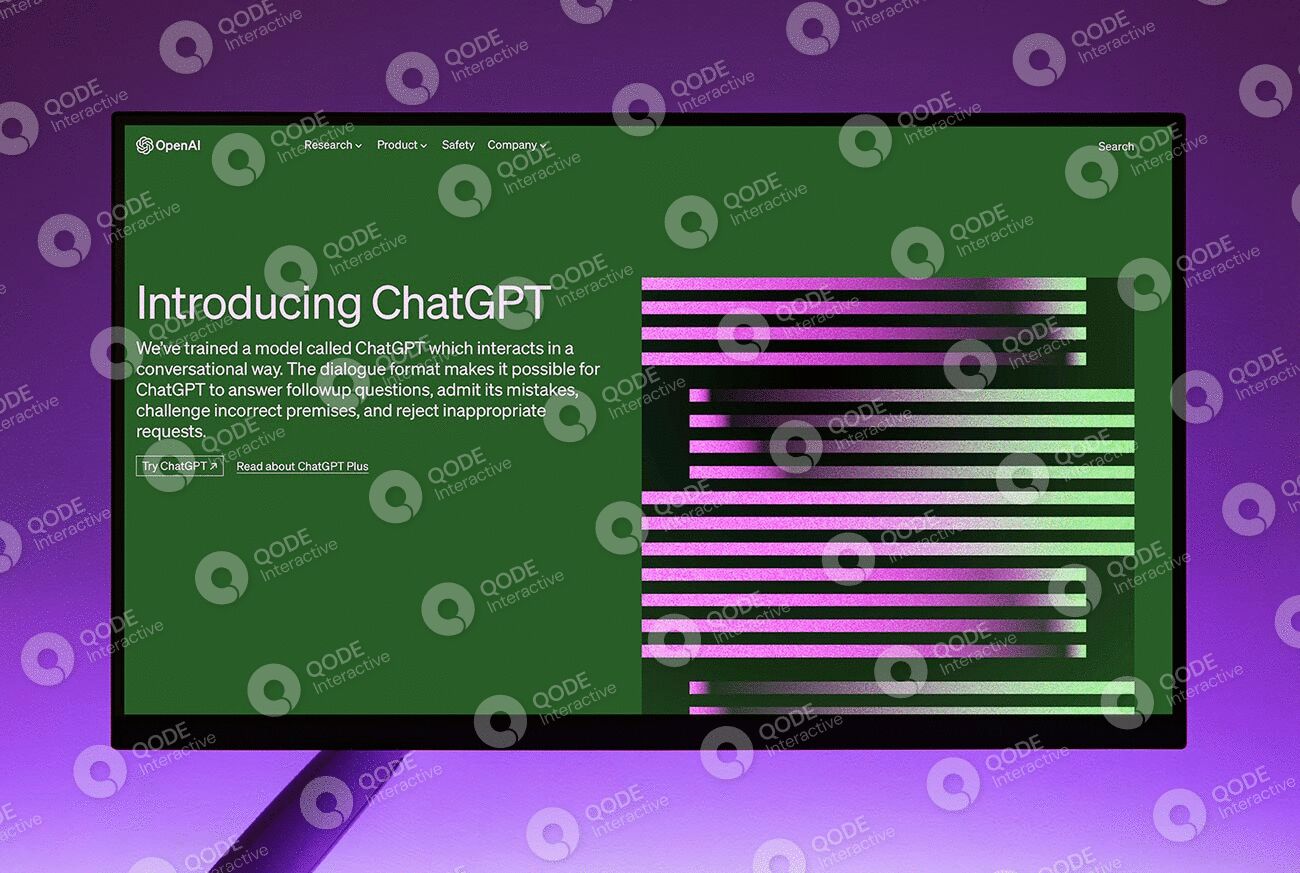 OpenAI
Research Product Safety Company Search
Introducing ChatGPT
We've trained a model called ChatGPT which interacts in a
conversational way. The dialogue format makes it possible for
ChatGPT to answer followup questions, admit its mistakes,
challenge incorrect premises, and reject inappropriate
requests.
Try ChatGPT ↗ Read about ChatGPT Plus
QODE
Interactive